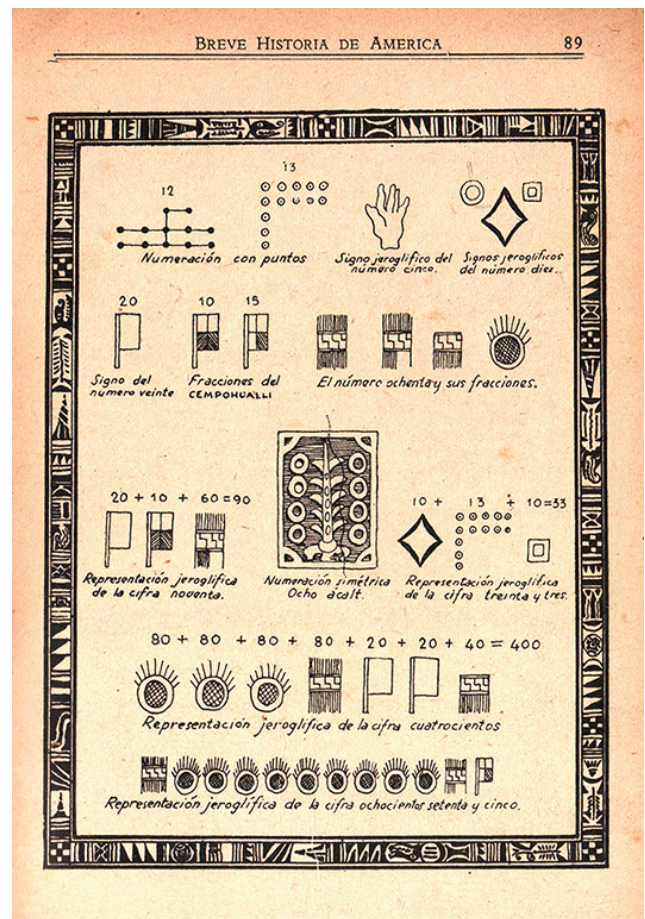 BREVE HISTORIA DE AMERICA 89
12 13
Numeración con puntos
Signo jeroglífico del
número cinco.
Signos jeroglíficos
del número diez.
20 10 15
Signo del
número veinte
Fracciones del
CEMPOHUALLI
El número ochenta y sus fracciones.
20 + 10 + 60 = 90
Representación jeroglífica
de la cifra noventa.
Numeración simétrica
Ocho ácalt.
10 + 13 + 10 = 33
Representación jeroglífica
de la cifra treinta y tres.
80 + 80 + 80 + 80 + 20 + 20 + 40 = 400
Representación jeroglífica de la cifra cuatrocientos
Representación jeroglífica de la cifra ochocientos setenta y cinco.